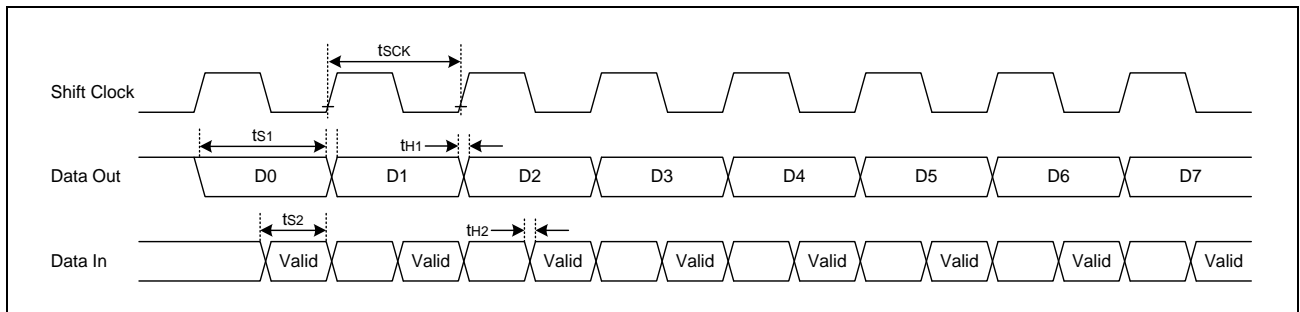 tSCK
Shift Clock
tS1
tH1
Data Out
D0 D1 D2 D3 D4 D5 D6 D7
tS2
tH2
Data In
Valid Valid Valid Valid Valid Valid Valid Valid